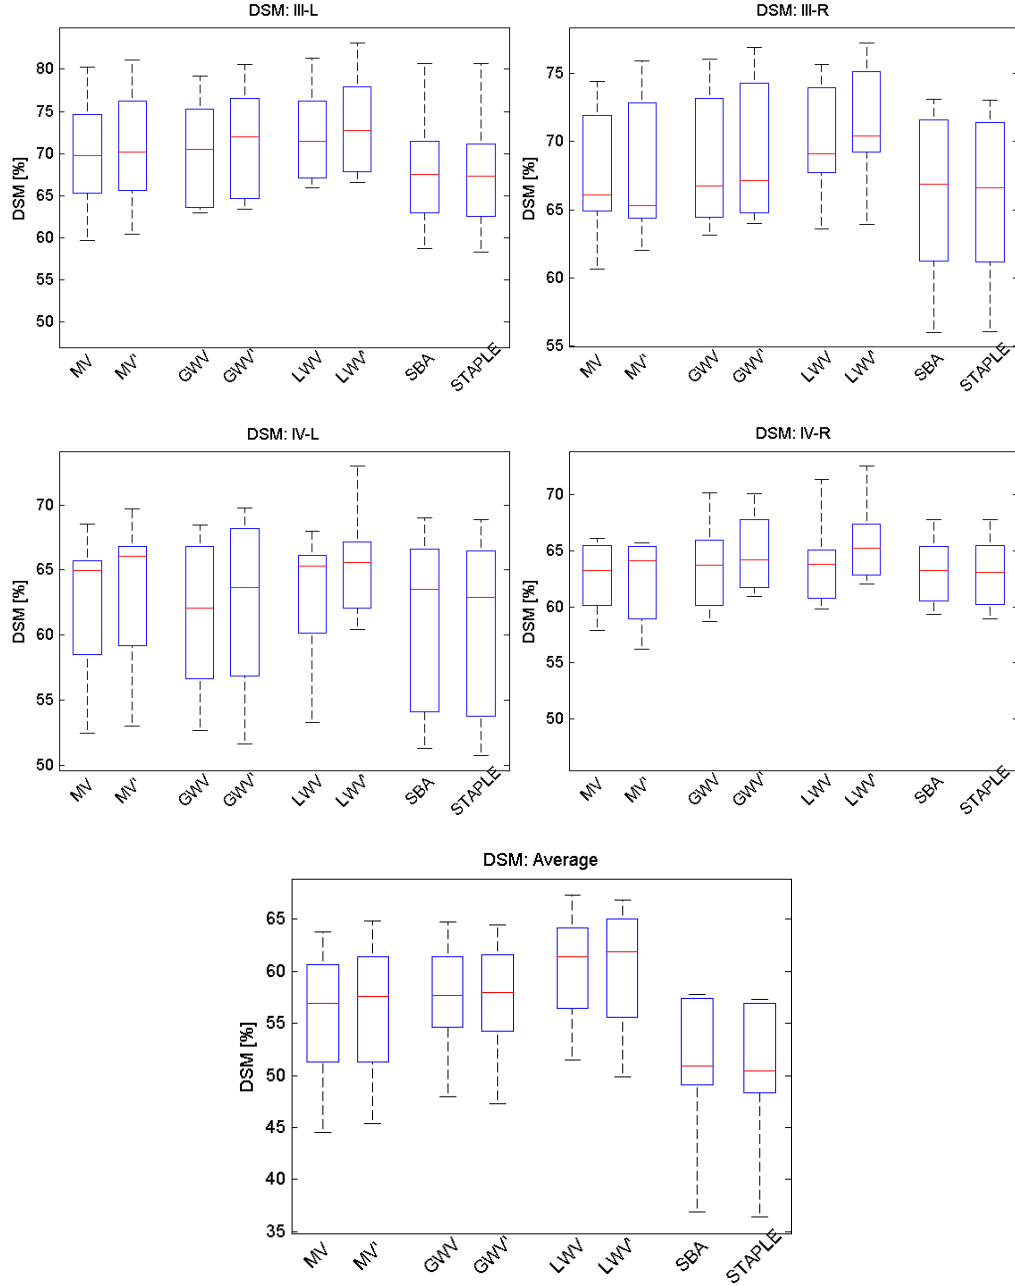 DSM: III-L
DSM [%]
80
75
70
65
60
55
50
MV MV' GWV GWV' LWV LWV' SBA STAPLE
DSM: III-R
DSM [%]
75
70
65
60
55
MV MV' GWV GWV' LWV LWV' SBA STAPLE
DSM: IV-L
DSM [%]
70
65
60
55
50
MV MV' GWV GWV' LWV LWV' SBA STAPLE
DSM: IV-R
DSM [%]
70
65
60
55
50
MV MV' GWV GWV' LWV LWV' SBA STAPLE
DSM: Average
DSM [%]
65
60
55
50
45
40
35
MV MV' GWV GWV' LWV LWV' SBA STAPLE